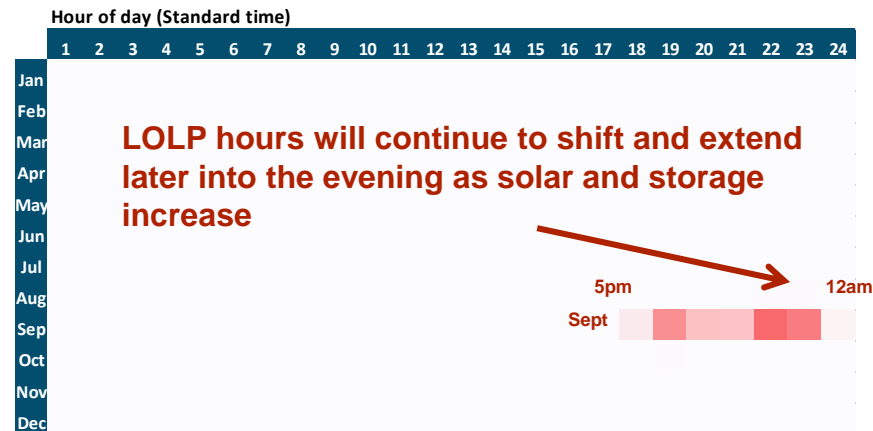 Hour of day (Standard time)
1 2 3 4 5 6 7 8 9 10 11 12 13 14 15 16 17 18 19 20 21 22 23 24
Jan
Feb
Mar
Apr
May
Jun
Jul
Aug
Sep
Oct
Nov
Dec
LOLP hours will continue to shift and extend
later into the evening as solar and storage
increase
5pm 12am
Sept